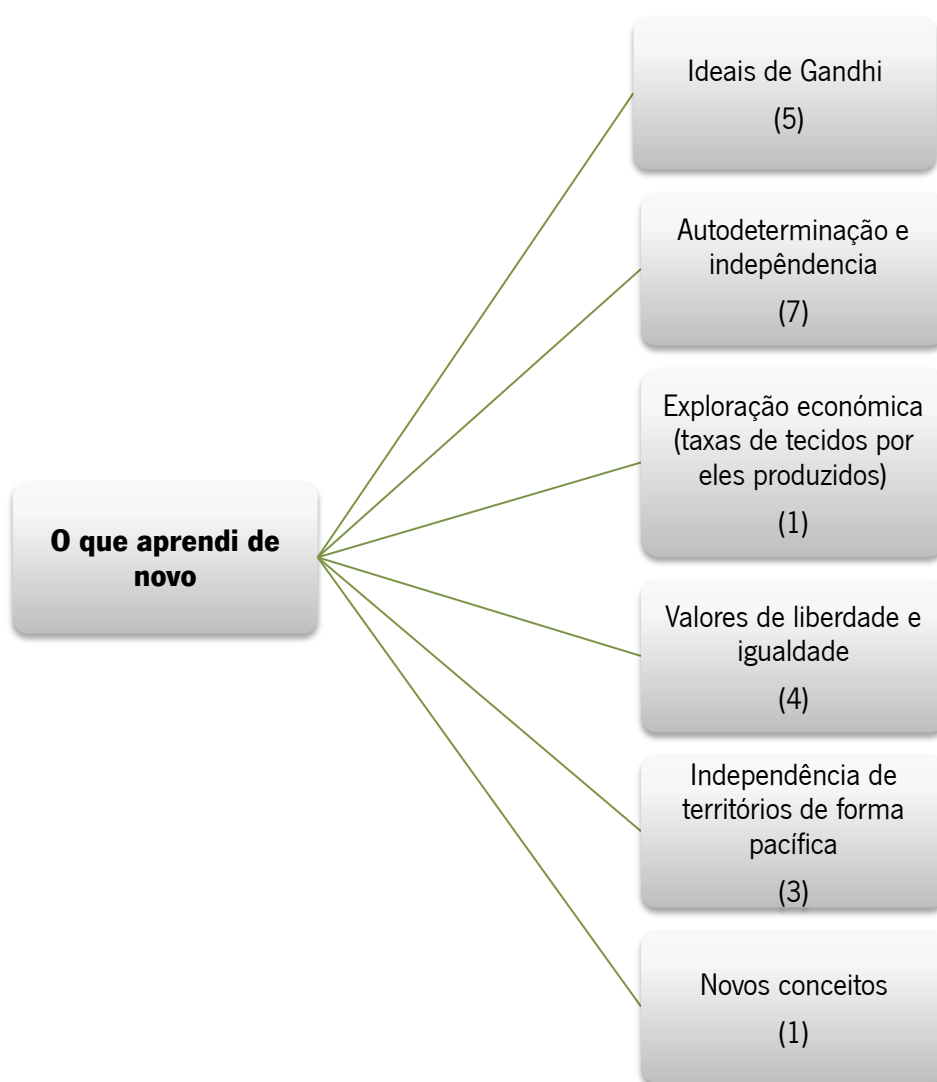 Ideais de Gandhi
(5)
Autodeterminação e
indepêndencia
(7)
Exploração económica
(taxas de tecidos por
eles produzidos)
(1)
O que aprendi de
novo
Valores de liberdade e
igualdade
(4)
Independência de
territórios de forma
pacífica
(3)
Novos conceitos
(1)